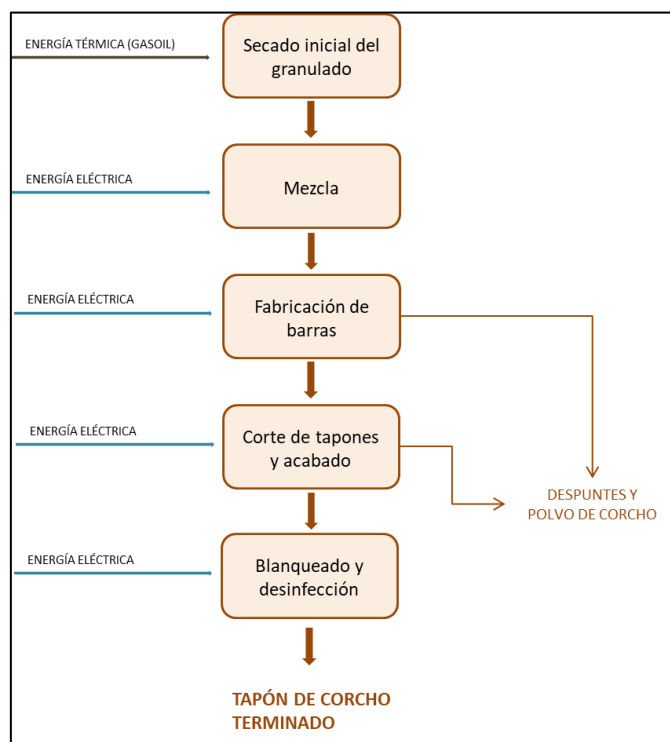 ENERGÍA TÉRMICA (GASOIL)
Secado inicial del
granulado
ENERGÍA ELÉCTRICA
Mezcla
ENERGÍA ELÉCTRICA
Fabricación de
barras
ENERGÍA ELÉCTRICA
Corte de tapones
y acabado
DESPUNTES Y
POLVO DE CORCHO
ENERGÍA ELÉCTRICA
Blanqueado y
desinfección
TAPÓN DE CORCHO
TERMINADO